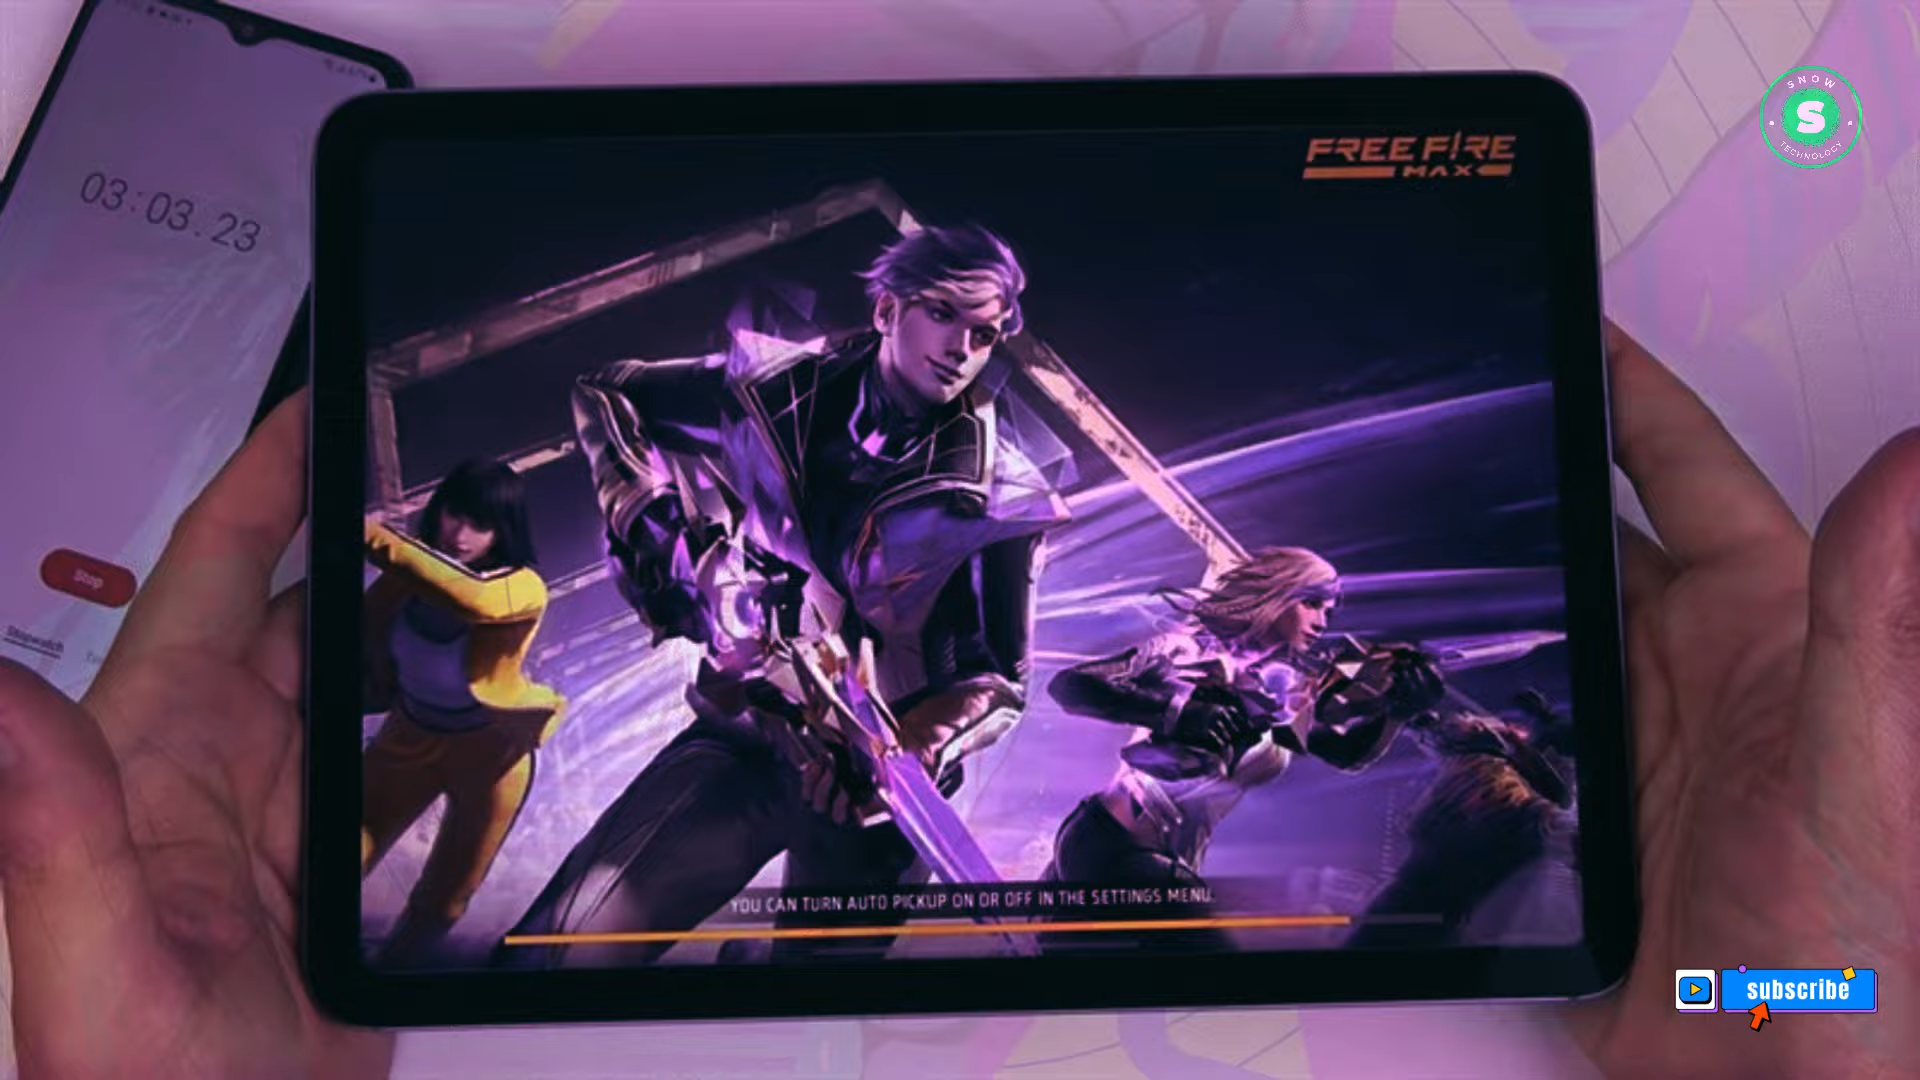 03:03.23
FREE FIRE
MAX
SNOW
S
TECHNOLOGY
Stop
Stopwatch
YOU CAN TURN AUTO PICKUP ON OR OFF IN THE SETTINGS MENU.
subscribe